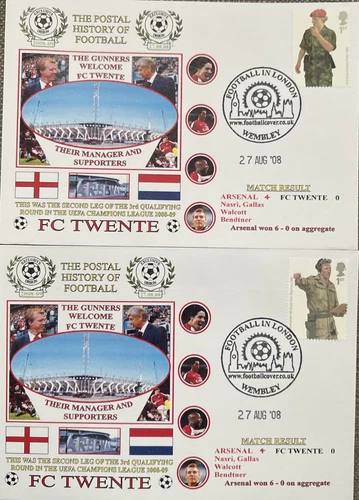 THE POSTAL
HISTORY OF
FOOTBALL
THE GUNNERS
WELCOME
FC TWENTE
THEIR MANAGER AND
SUPPORTERS
THIS WAS THE SECOND LEG OF THE 3rd QUALIFYING
ROUND IN THE UEFA CHAMPIONS LEAGUE 2008-09
FC TWENTE
1st
FOOTBALL IN LONDON
www.footballcover.co.uk
WEMBLEY
27 AUG '08
MATCH RESULT
ARSENAL 4 FC TWENTE 0
Nasri, Gallas
Walcott
Bendtner
Arsenal won 6 - 0 on aggregate
THE POSTAL
HISTORY OF
FOOTBALL
THE GUNNERS
WELCOME
FC TWENTE
THEIR MANAGER AND
SUPPORTERS
THIS WAS THE SECOND LEG OF THE 3rd QUALIFYING
ROUND IN THE UEFA CHAMPIONS LEAGUE 2008-09
FC TWENTE
1st
FOOTBALL IN LONDON
www.footballcover.co.uk
WEMBLEY
27 AUG '08
MATCH RESULT
ARSENAL 4 FC TWENTE 0
Nasri, Gallas
Walcott
Bendtner
Arsenal won 6 - 0 on aggregate